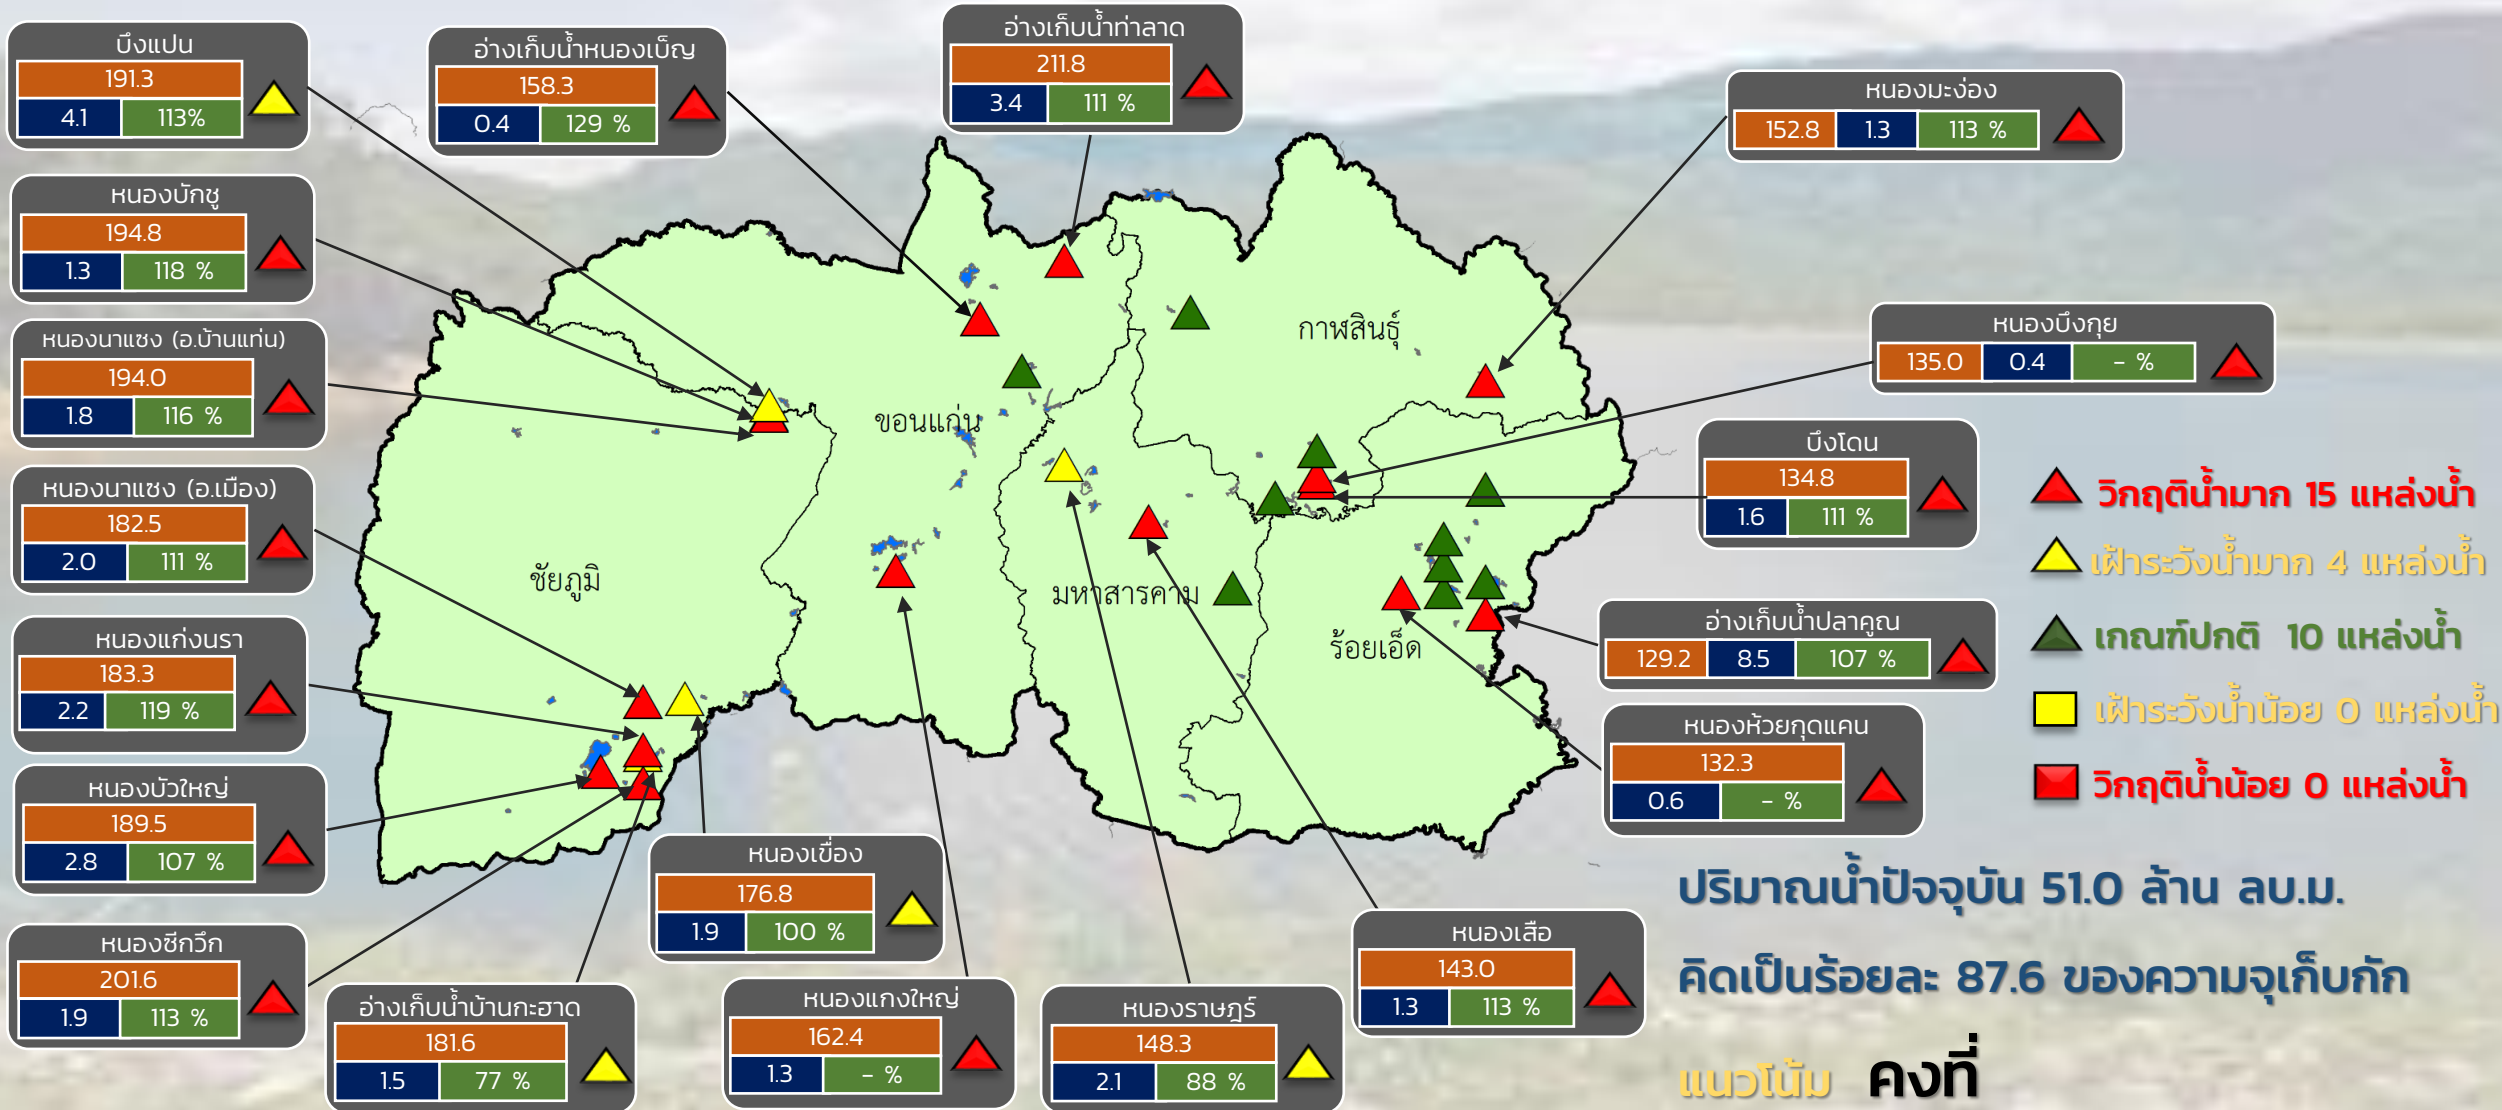 บึงแปน
191.3
4.1 113%
อ่างเก็บน้ำหนองเบ็ญ
158.3
0.4 129 %
อ่างเก็บน้ำท่าลาด
211.8
3.4 111 %
หนองมะง่อง
152.8 1.3 113 %
หนองบักชู
194.8
1.3 118 %
หนองนาแซง (อ.บ้านแท่น)
194.0
1.8 116 %
หนองนาแซง (อ.เมือง)
182.5
2.0 111 %
หนองแก่งนรา
183.3
2.2 119 %
หนองบัวใหญ่
189.5
2.8 107 %
หนองซีกวึก
201.6
1.9 113 %
อ่างเก็บน้ำบ้านกะฮาด
181.6
1.5 77 %
หนองเขื่อง
176.8
1.9 100 %
หนองแกงใหญ่
162.4
1.3 - %
หนองราษฎร์
148.3
2.1 88 %
หนองเสือ
143.0
1.3 113 %
กาฬสินธุ์
ขอนแก่น
ชัยภูมิ
มหาสารคาม
ร้อยเอ็ด
หนองบึงกุย
135.0 0.4 - %
บึงโดน
134.8
1.6 111 %
อ่างเก็บน้ำปลาคูณ
129.2 8.5 107 %
หนองห้วยกุดแคน
132.3
0.6 - %
วิกฤติน้ำมาก 15 แหล่งน้ำ
เฝ้าระวังน้ำมาก 4 แหล่งน้ำ
เกณฑ์ปกติ 10 แหล่งน้ำ
เฝ้าระวังน้ำน้อย 0 แหล่งน้ำ
วิกฤติน้ำน้อย 0 แหล่งน้ำ
ปริมาณน้ำปัจจุบัน 51.0 ล้าน ลบ.ม.
คิดเป็นร้อยละ 87.6 ของความจุเก็บกัก
แนวโน้ม คงที่